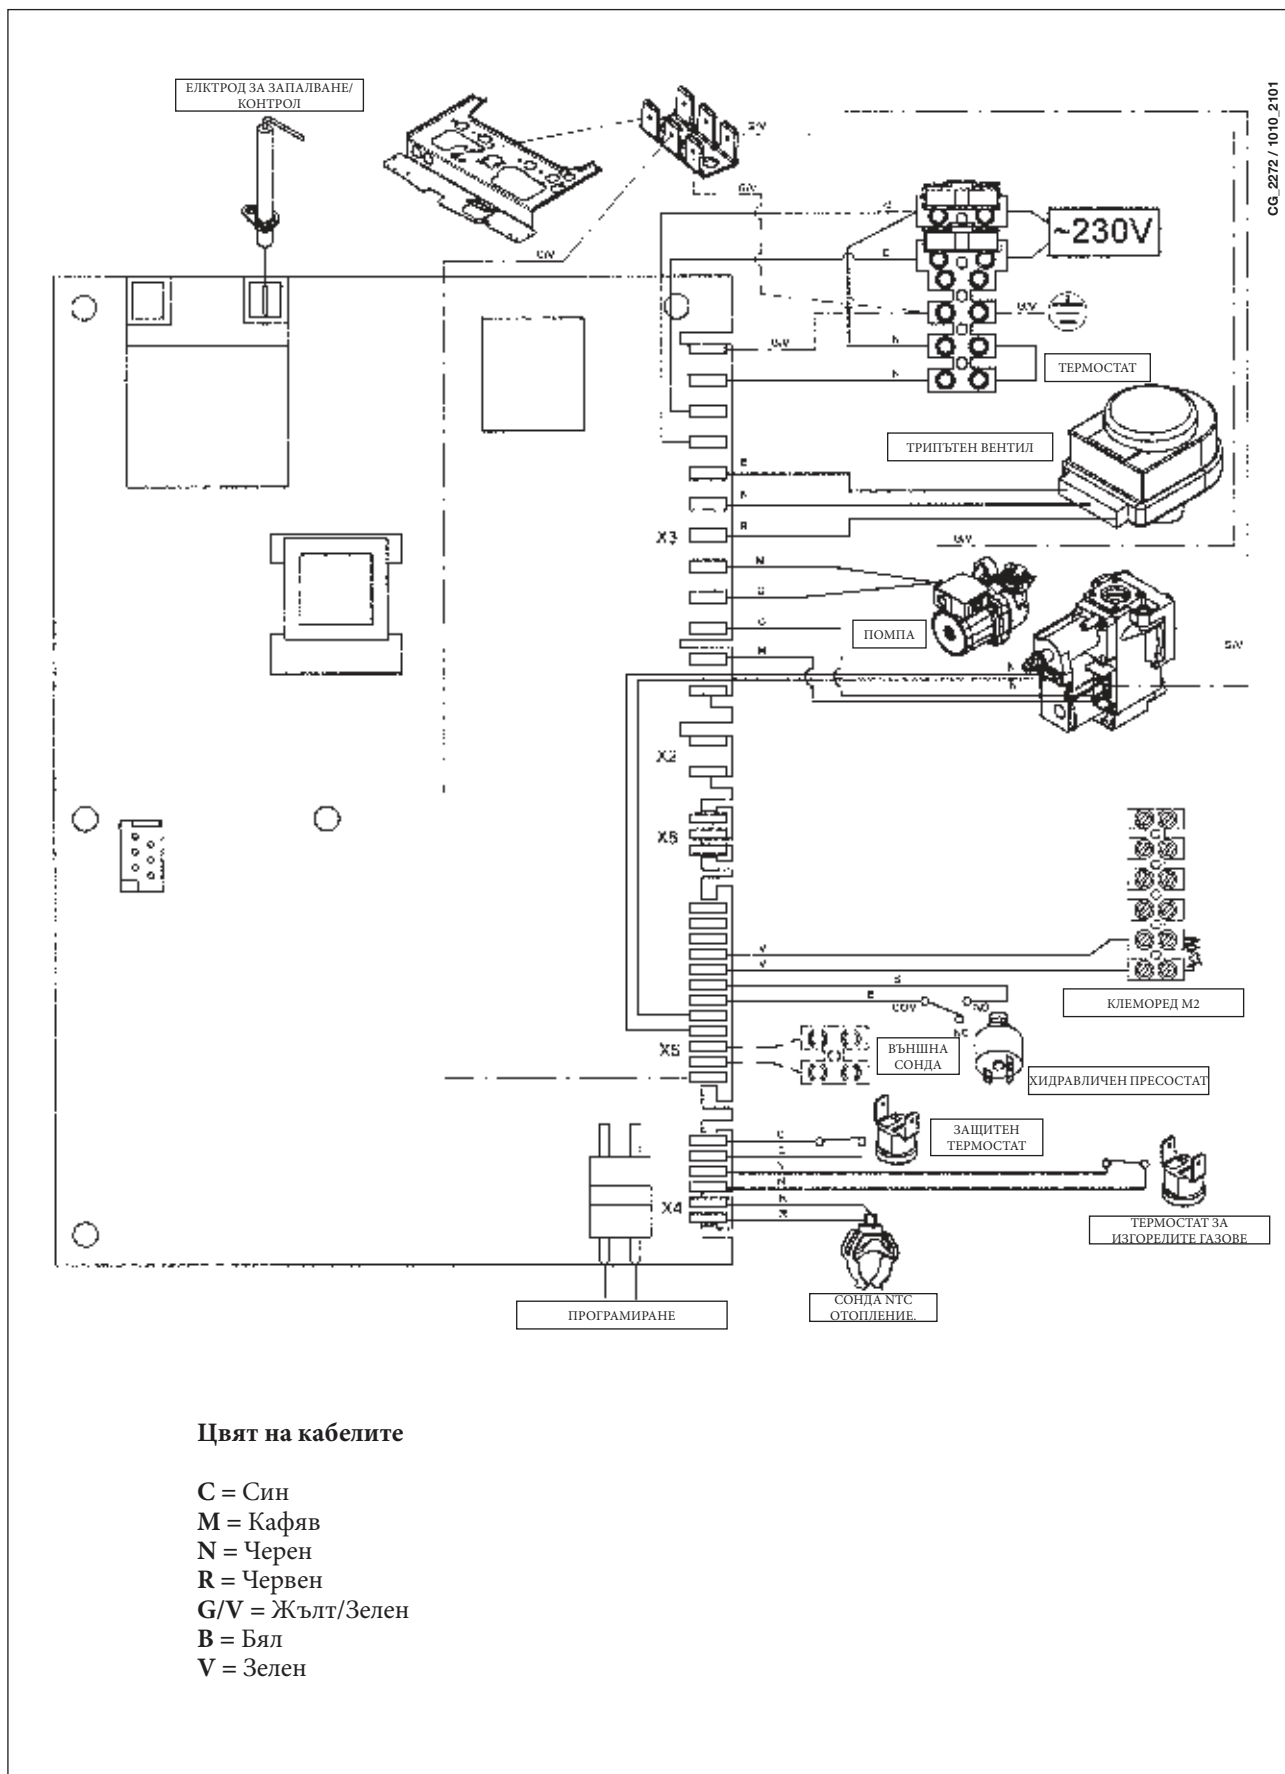 ЕЛКТРОД ЗА ЗАПАЛВАНЕ/
КОНТРОЛ
CG_2272 / 1010_2101
G/V
G/V
G/V
~230V
G/V
G/V
N
N
ТЕРМОСТАТ
ТРИПЪТЕН ВЕНТИЛ
N
R
X3
G/V
M
ПОМПА
G/V
M
N
N
X2
V
V
КЛЕМОРЕД М2
B
NO
NC
X5
ВЪНШНА
СОНДА
ХИДРАВЛИЧЕН ПРЕСОСТАТ
ЗАЩИТЕН
ТЕРМОСТАТ
C
N
X4
ТЕРМОСТАТ ЗА
ИЗГОРЕЛИТЕ ГАЗОВЕ
СОНДА NTC
ОТОПЛЕНИЕ.
ПРОГРАМИРАНЕ
Цвят на кабелите
C = Син
M = Кафяв
N = Черен
R = Червен
G/V = Жълт/Зелен
B = Бял
V = Зелен